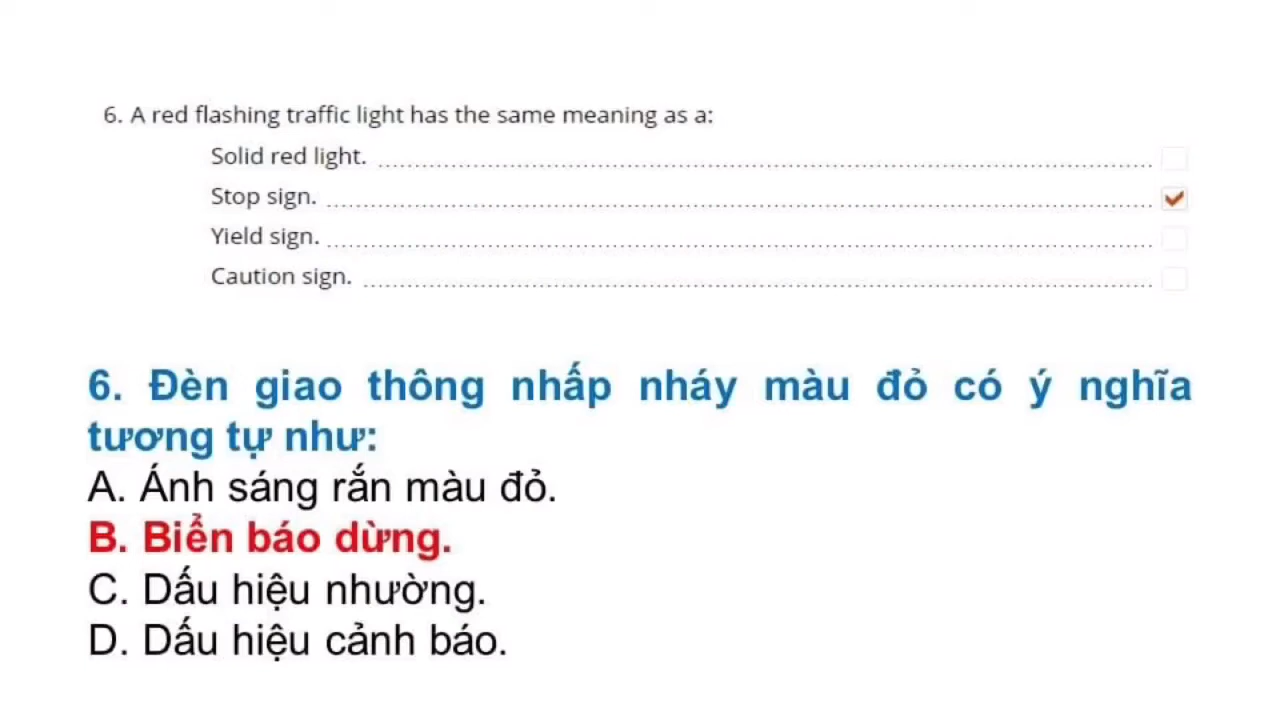 6. A red flashing traffic light has the same meaning as a:
Solid red light.
Stop sign.
Yield sign.
Caution sign.
6. Đèn giao thông nhấp nháy màu đỏ có ý nghĩa
tương tự như:
A. Ánh sáng rắn màu đỏ.
B. Biển báo dừng.
C. Dấu hiệu nhường.
D. Dấu hiệu cảnh báo.